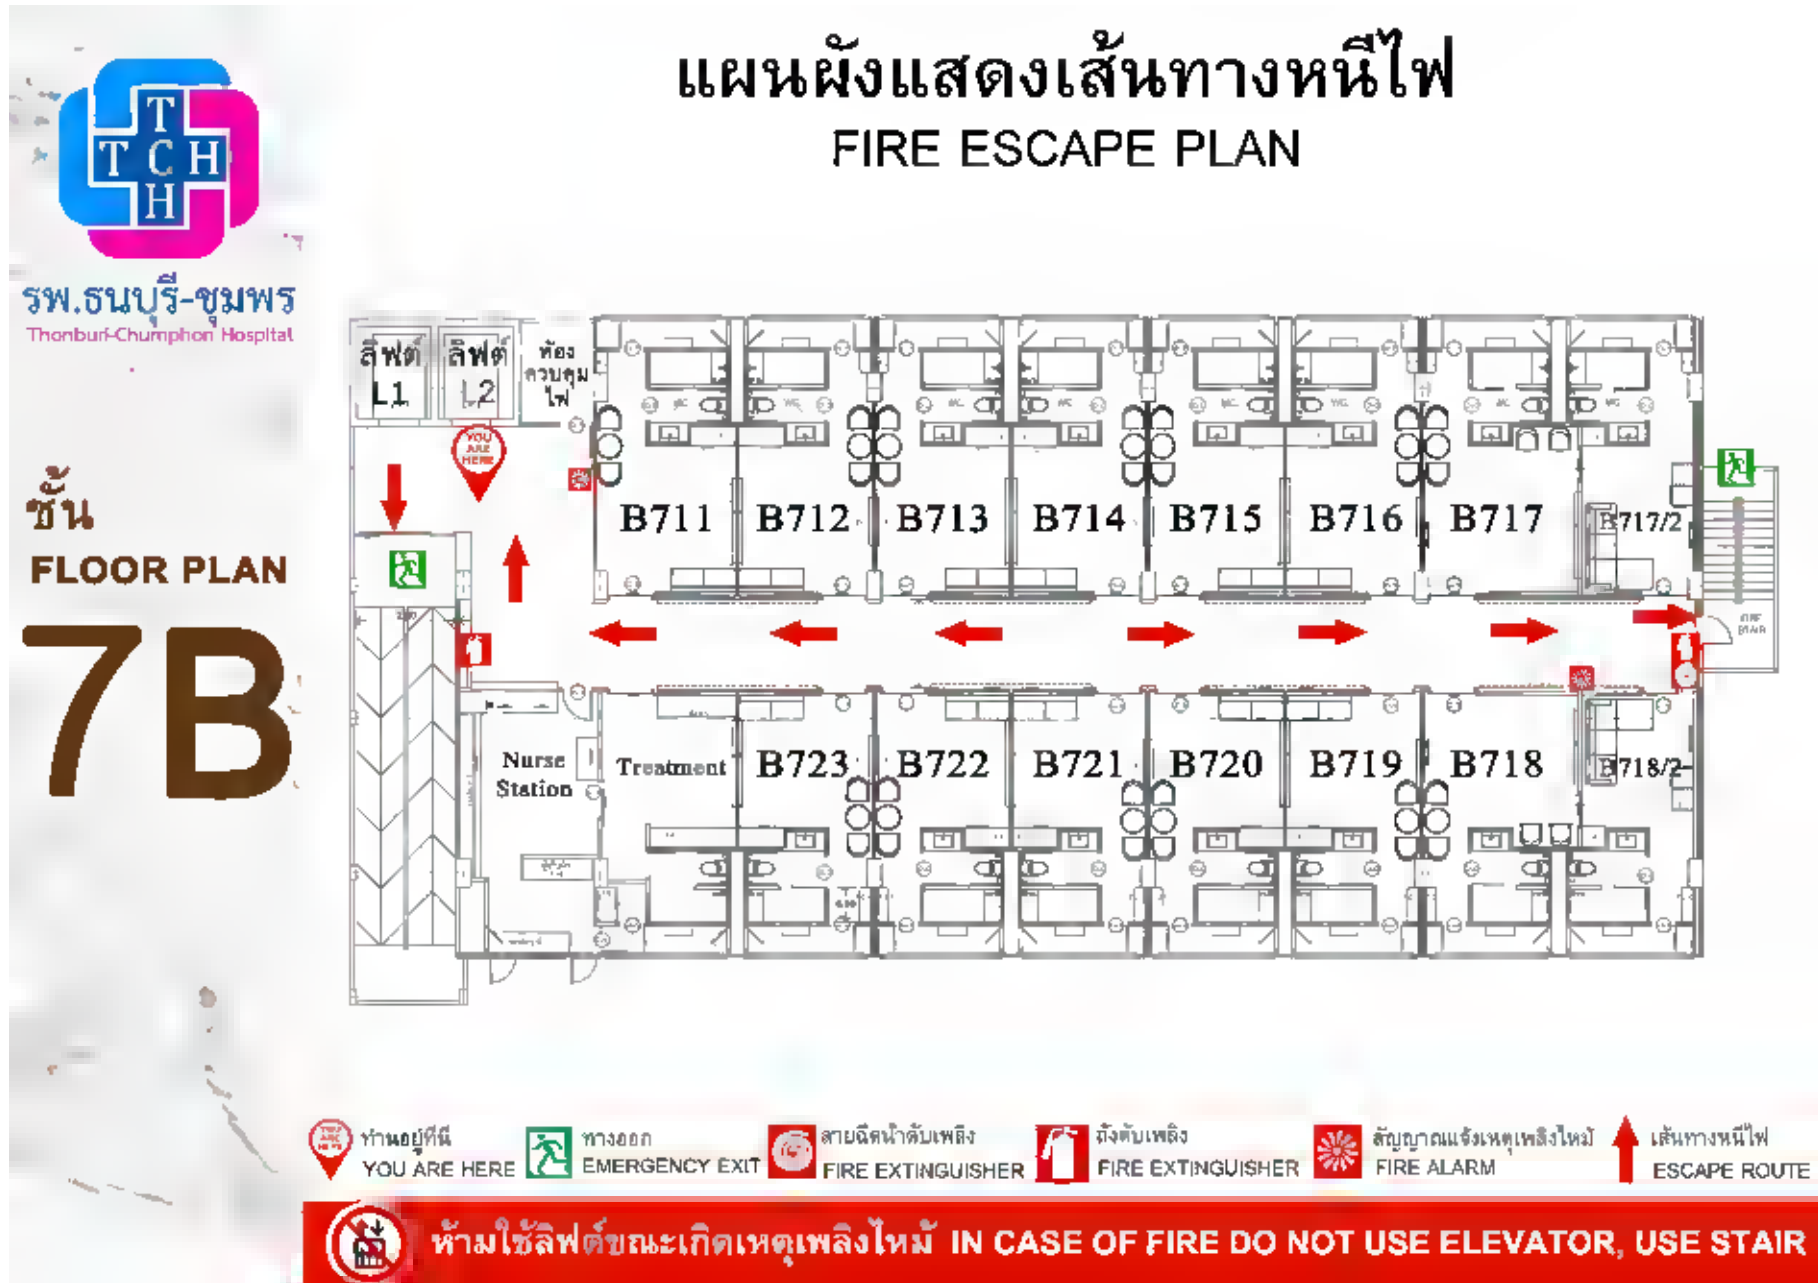 แผนผังแสดงเส้นทางหนีไฟ
FIRE ESCAPE PLAN
T
T C H
H
รพ.ธนบุรี-ชุมพร
Thonburi-Chumphon Hospital
ชั้น
FLOOR PLAN
7B
ลิฟต์ L1
ลิฟต์ L2
ห้อง
ควบคุม
ไฟ
YOU
ARE
HERE
B711
B712
B713
B714
B715
B716
B717
B717/2
FIRE
STAIR
Nurse
Station
Treatment
B723
B722
B721
B720
B719
B718
B718/2
ท่านอยู่ที่นี่
YOU ARE HERE
ทางออก
EMERGENCY EXIT
สายฉีดน้ำดับเพลิง
FIRE EXTINGUISHER
ถังดับเพลิง
FIRE EXTINGUISHER
สัญญาณแจ้งเหตุเพลิงไหม้
FIRE ALARM
เส้นทางหนีไฟ
ESCAPE ROUTE
ห้ามใช้ลิฟต์ขณะเกิดเหตุเพลิงไหม้ IN CASE OF FIRE DO NOT USE ELEVATOR, USE STAIR